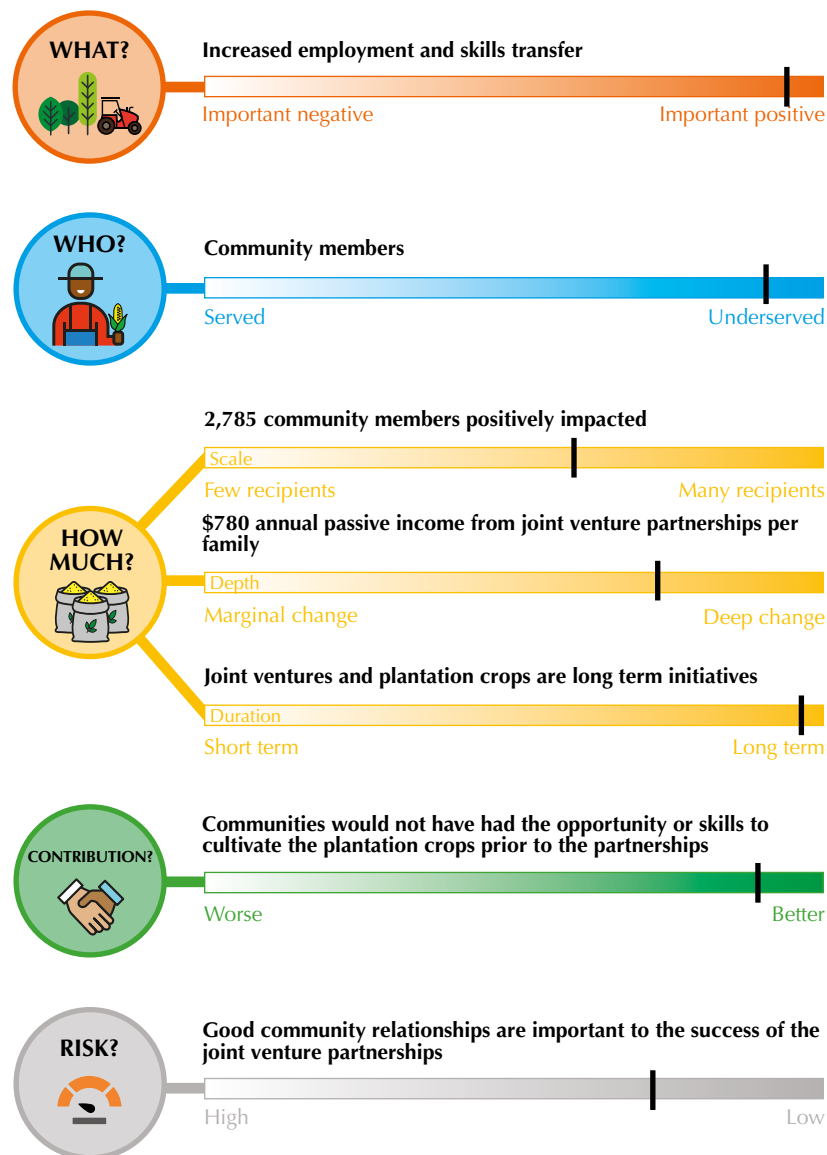 WHAT?
Increased employment and skills transfer
Important negative
Important positive
WHO?
Community members
Served
Underserved
2,785 community members positively impacted
Scale
Few recipients
Many recipients
HOW
MUCH?
$780 annual passive income from joint venture partnerships per
family
Depth
Marginal change
Deep change
Joint ventures and plantation crops are long term initiatives
Duration
Short term
Long term
CONTRIBUTION?
Communities would not have had the opportunity or skills to
cultivate the plantation crops prior to the partnerships
Worse
Better
RISK?
Good community relationships are important to the success of the
joint venture partnerships
High
Low